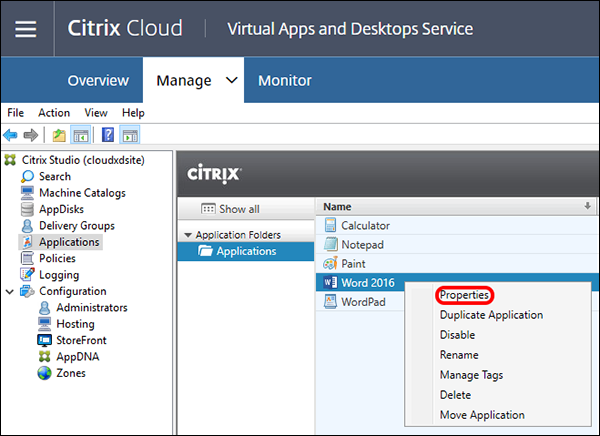 Citrix Cloud
Virtual Apps and Desktops Service
Overview
Manage
Monitor
File Action View Help
Citrix Studio (cloudxdsite)
Search
Machine Catalogs
AppDisks
Delivery Groups
Applications
Policies
Logging
Configuration
Administrators
Hosting
StoreFront
AppDNA
Zones
CITRIX
Show all
Application Folders
Applications
Name
Calculator
Notepad
Paint
Word 2016
WordPad
Properties
Duplicate Application
Disable
Rename
Manage Tags
Delete
Move Application